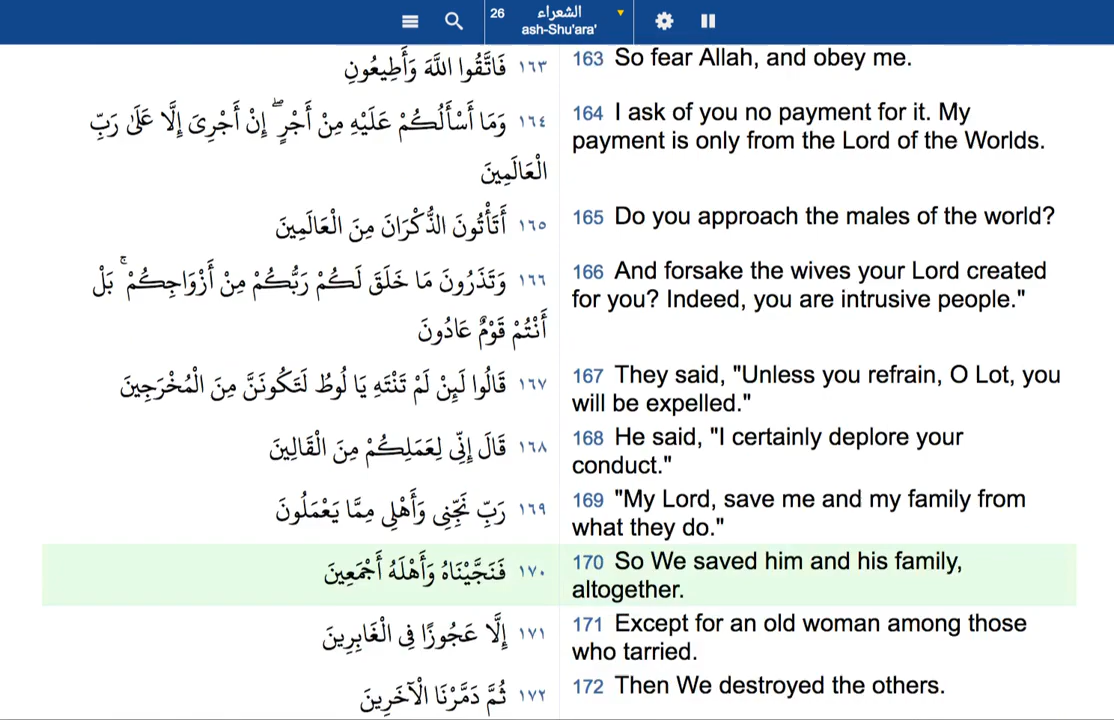 26
الشعراء
ash-Shu'ara'
١٦٣ فَاتَّقُوا اللَّهَ وَأَطِيعُونِ
163 So fear Allah, and obey me.
١٦٤ وَمَا أَسْأَلُكُمْ عَلَيْهِ مِنْ أَجْرٍ ۖ إِنْ أَجْرِىَ إِلَّا عَلَىٰ رَبِّ
الْعَالَمِينَ
164 I ask of you no payment for it. My
payment is only from the Lord of the Worlds.
١٦٥ أَتَأْتُونَ الذُّكْرَانَ مِنَ الْعَالَمِينَ
165 Do you approach the males of the world?
١٦٦ وَتَذَرُونَ مَا خَلَقَ لَكُمْ رَبُّكُمْ مِنْ أَزْوَاجِكُمْ ۚ بَلْ
أَنْتُمْ قَوْمٌ عَادُونَ
166 And forsake the wives your Lord created
for you? Indeed, you are intrusive people."
١٦٧ قَالُوا لَئِنْ لَمْ تَنْتَهِ يَا لُوطُ لَتَكُونَنَّ مِنَ الْمُخْرَجِينَ
167 They said, "Unless you refrain, O Lot, you
will be expelled."
١٦٨ قَالَ إِنِّى لِعَمَلِكُمْ مِنَ الْقَالِينَ
168 He said, "I certainly deplore your
conduct."
١٦٩ رَبِّ نَجِّنِى وَأَهْلِى مِمَّا يَعْمَلُونَ
169 "My Lord, save me and my family from
what they do."
١٧٠ فَنَجَّيْنَاهُ وَأَهْلَهُ أَجْمَعِينَ
170 So We saved him and his family,
altogether.
١٧١ إِلَّا عَجُوزًا فِى الْغَابِرِينَ
171 Except for an old woman among those
who tarried.
١٧٢ ثُمَّ دَمَّرْنَا الْآخَرِينَ
172 Then We destroyed the others.